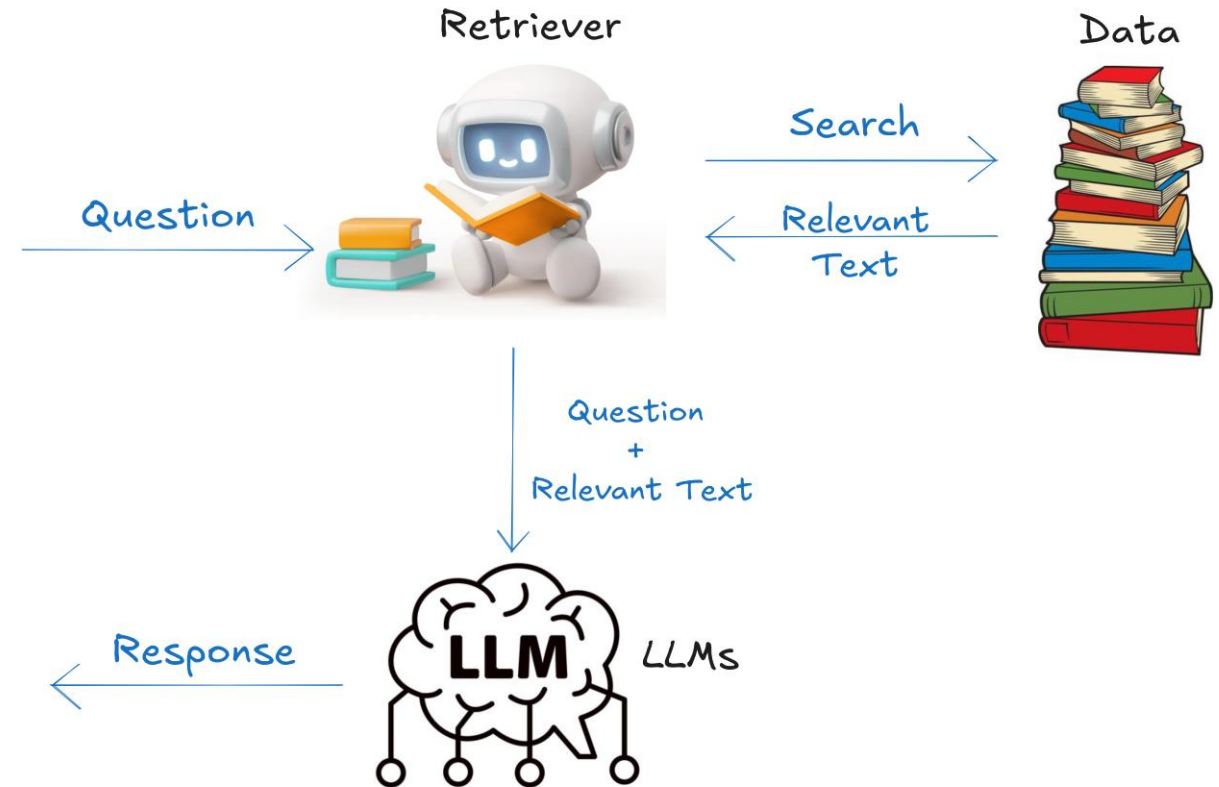 Retriever
Data
Search
Question
Relevant
Text
Question
+
Relevant Text
LLM
LLMs
Response